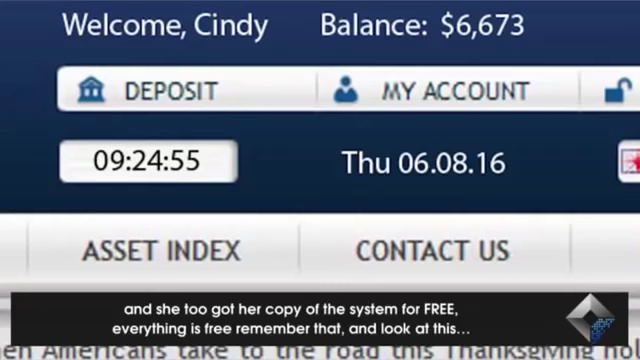 Welcome, Cindy Balance: $6,673
DEPOSIT MY ACCOUNT
09:24:55 Thu 06.08.16
ASSET INDEX CONTACT US
and she too got her copy of the system for FREE,
everything is free remember that, and look at this...
Americans take to the road this Thanksgiving